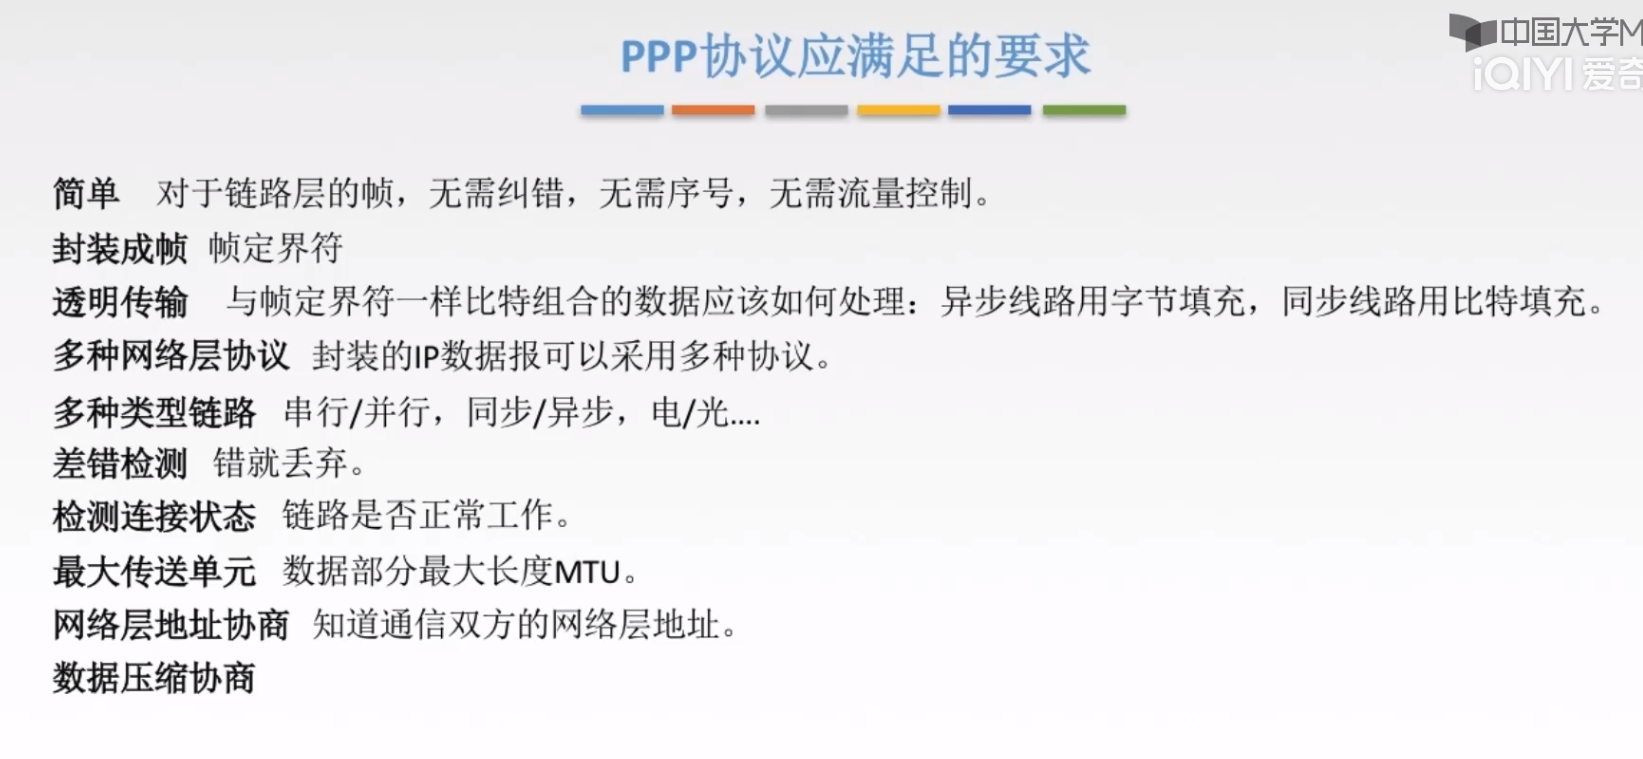 中国大学M
iQIYI 爱奇
PPP协议应满足的要求
简单 对于链路层的帧，无需纠错，无需序号，无需流量控制。
封装成帧 帧定界符
透明传输 与帧定界符一样比特组合的数据应该如何处理：异步线路用字节填充，同步线路用比特填充。
多种网络层协议 封装的IP数据报可以采用多种协议。
多种类型链路 串行/并行，同步/异步，电/光....
差错检测 错就丢弃。
检测连接状态 链路是否正常工作。
最大传送单元 数据部分最大长度MTU。
网络层地址协商 知道通信双方的网络层地址。
数据压缩协商